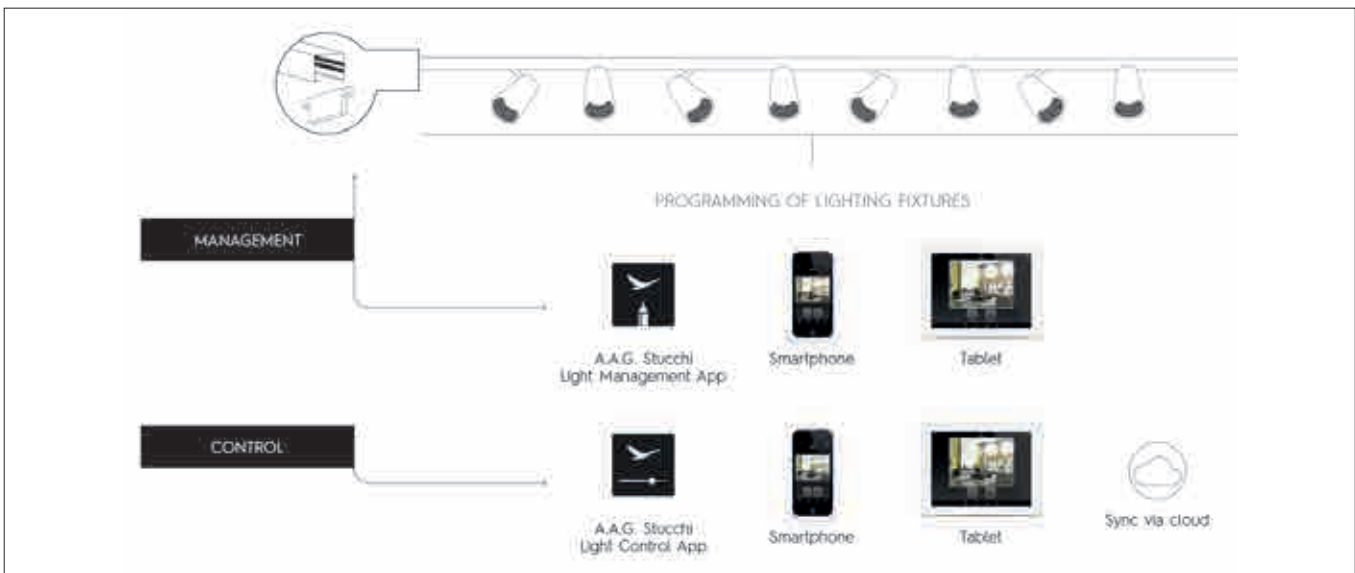 PROGRAMMING OF LIGHTING FIXTURES
MANAGEMENT
A.A.G. Stucchi
Light Management App
Smartphone
Tablet
CONTROL
A.A.G. Stucchi
Light Control App
Smartphone
Tablet
Sync via cloud